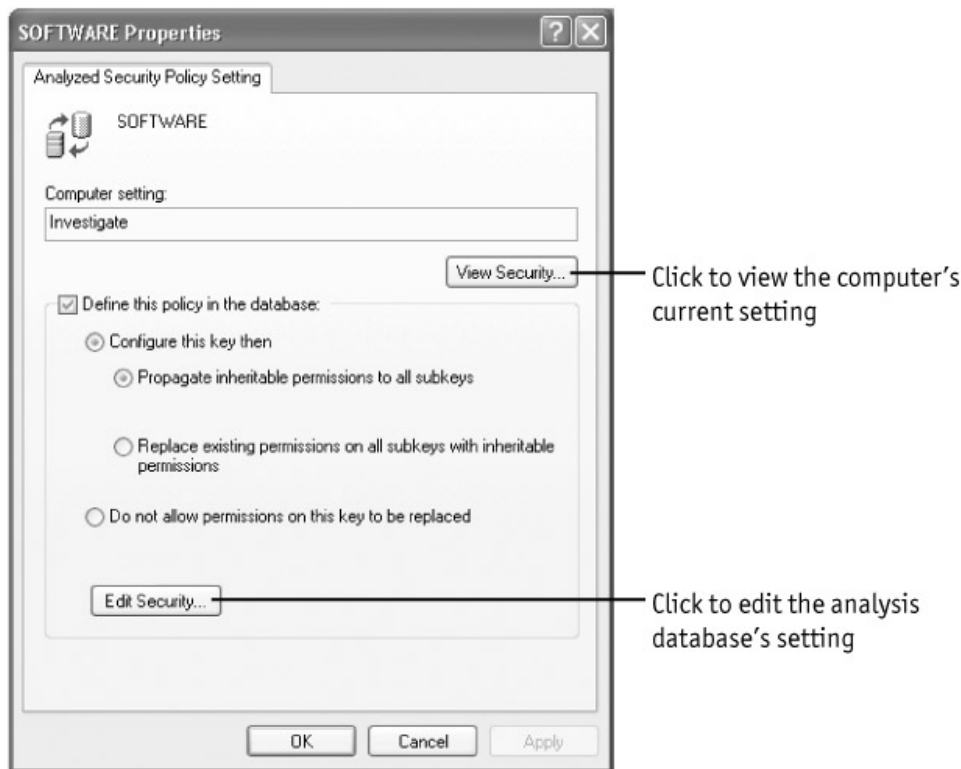 SOFTWARE Properties
Analyzed Security Policy Setting
SOFTWARE
Computer setting:
Investigate
View Security...
Click to view the computer’s
current setting
Define this policy in the database:
Configure this key then
Propagate inheritable permissions to all subkeys
Replace existing permissions on all subkeys with inheritable
permissions
Do not allow permissions on this key to be replaced
Edit Security...
Click to edit the analysis
database’s setting
OK
Cancel
Apply